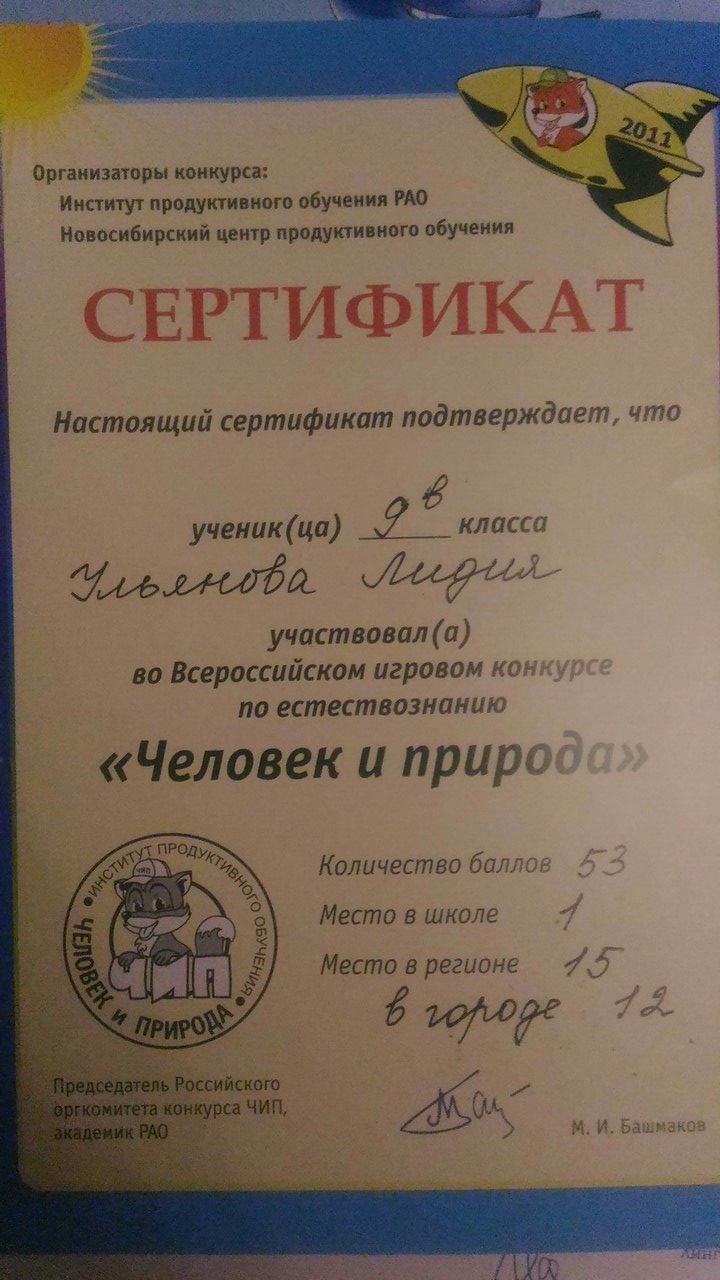 2011
Организаторы конкурса:
Институт продуктивного обучения РАО
Новосибирский центр продуктивного обучения
СЕРТИФИКАТ
Настоящий сертификат подтверждает, что
ученик(ца) 9 в класса
Ульянова Лидия
участвовал(а)
во Всероссийском игровом конкурсе
по естествознанию
«Человек и природа»
• ИНСТИТУТ ПРОДУКТИВНОГО ОБУЧЕНИЯ •
ЧИП
ЧИП
ЧЕЛОВЕК И ПРИРОДА
Количество баллов 53
Место в школе 1
Место в регионе 15
в городе 12
Председатель Российского
оргкомитета конкурса ЧИП,
академик РАО
М. И. Башмаков